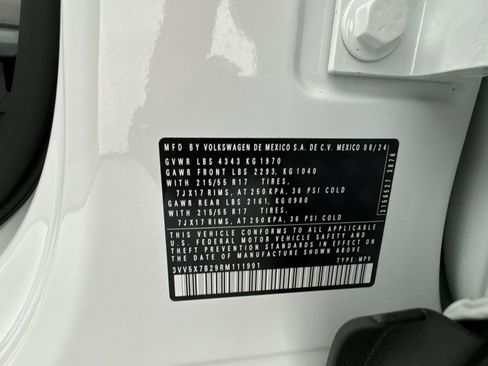 MFD BY VOLKSWAGEN DE MEXICO S.A. DE C.V. MEXICO 08/24
GVWR LBS 4343 KG 1970
GAWR FRONT LBS 2293, KG 1040
WITH 215/55 R17 TIRES,
7JX17 RIMS, AT 250 KPA, 36 PSI COLD
GAWR REAR LBS 2161, KG 0980
WITH 215/55 R17 TIRES,
7JX17 RIMS, AT 250 KPA, 36 PSI COLD
THIS VEHICLE CONFORMS TO ALL APPLICABLE
U.S. FEDERAL MOTOR VEHICLE SAFETY AND
THEFT PREVENTION STANDARDS IN EFFECT ON THE
DATE OF MANUFACTURE SHOWN ABOVE.
3VV5X7B29RM111991 TYPE: MPV
3156527 3876